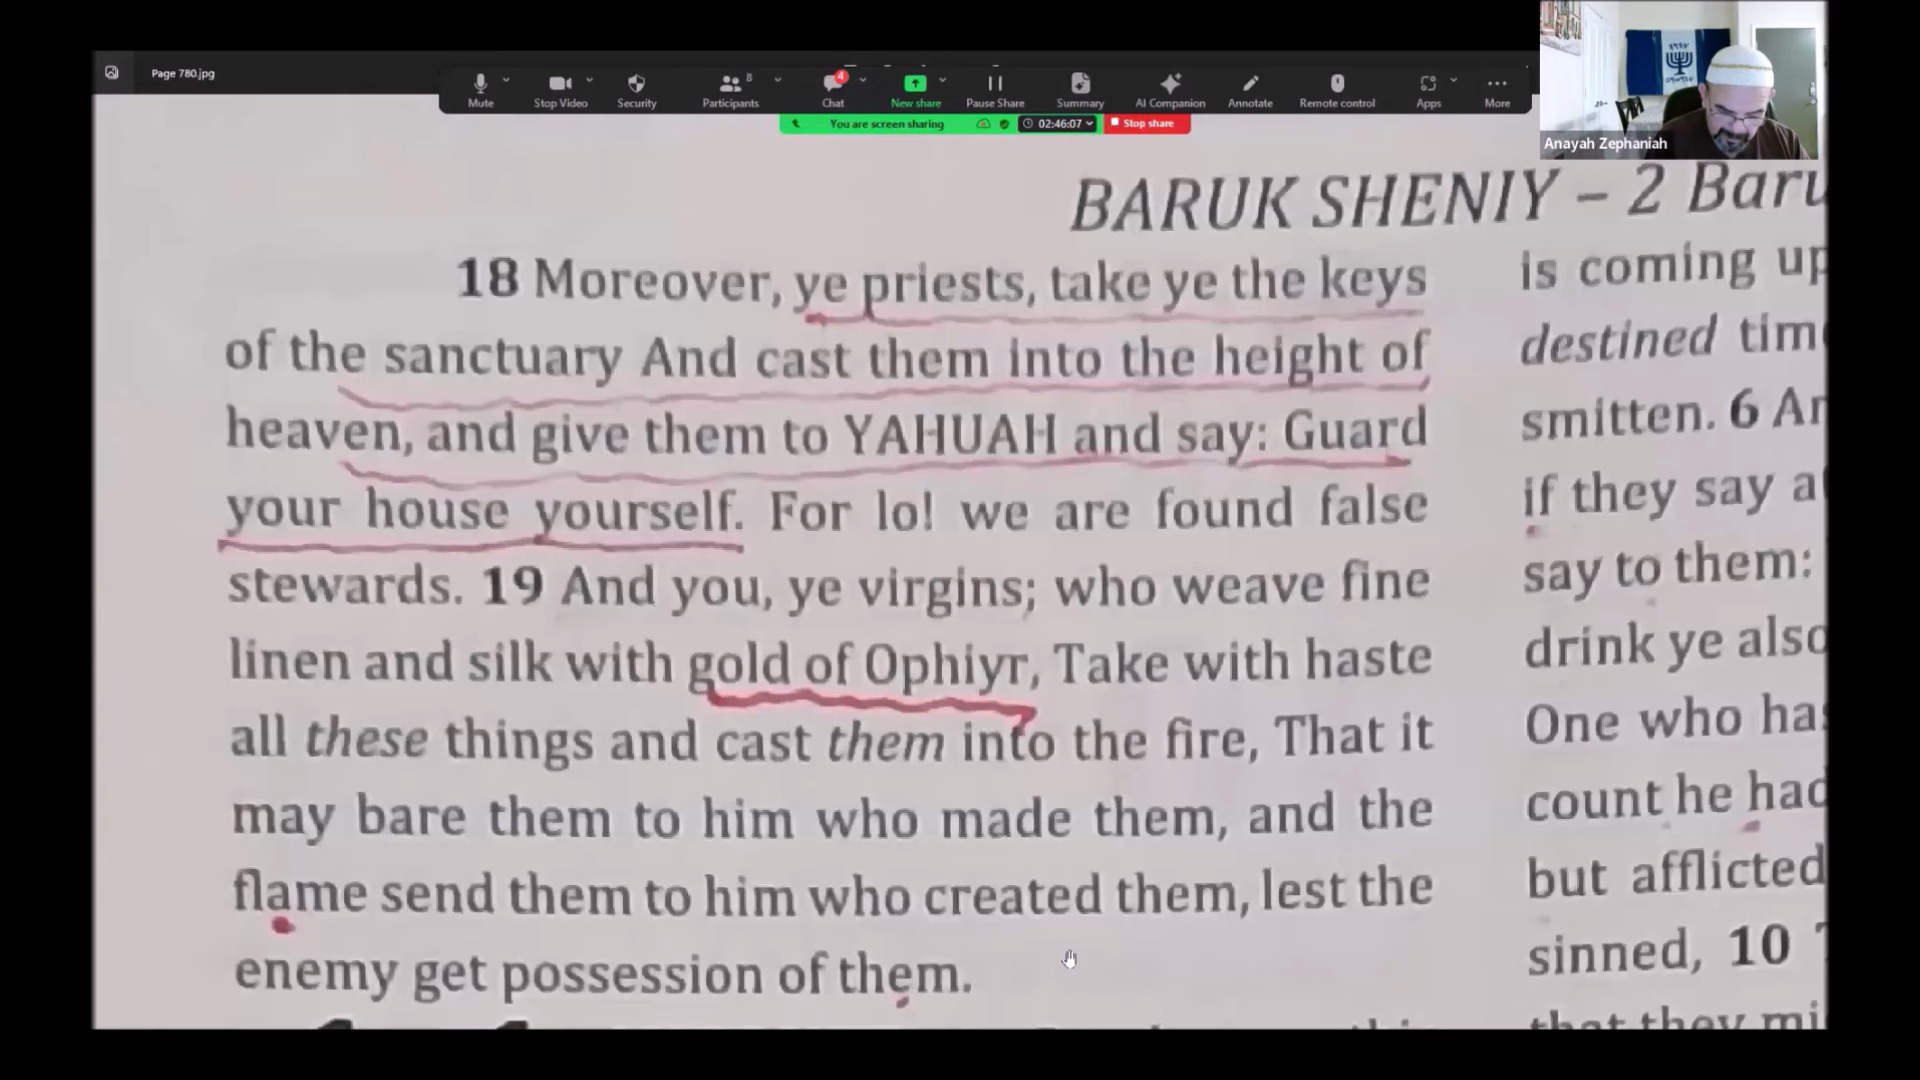 Page 780.jpg
Mute
Stop Video
Security
Participants
8
Chat
4
New share
Pause Share
Summary
AI Companion
Annotate
Remote control
Apps
More
You are screen sharing
02:46:07
Stop share
Anayah Zephaniah
BARUK SHENIY – 2 Baru
18 Moreover, ye priests, take ye the keys
of the sanctuary And cast them into the height of
heaven, and give them to YAHUAH and say: Guard
your house yourself. For lo! we are found false
stewards. 19 And you, ye virgins; who weave fine
linen and silk with gold of Ophiyr, Take with haste
all these things and cast them into the fire, That it
may bare them to him who made them, and the
flame send them to him who created them, lest the
enemy get possession of them.
is coming up
destined
smitten. 6
if they say
say to them:
drink ye also
One who has
count he had
but afflicted
sinned, 10
that they